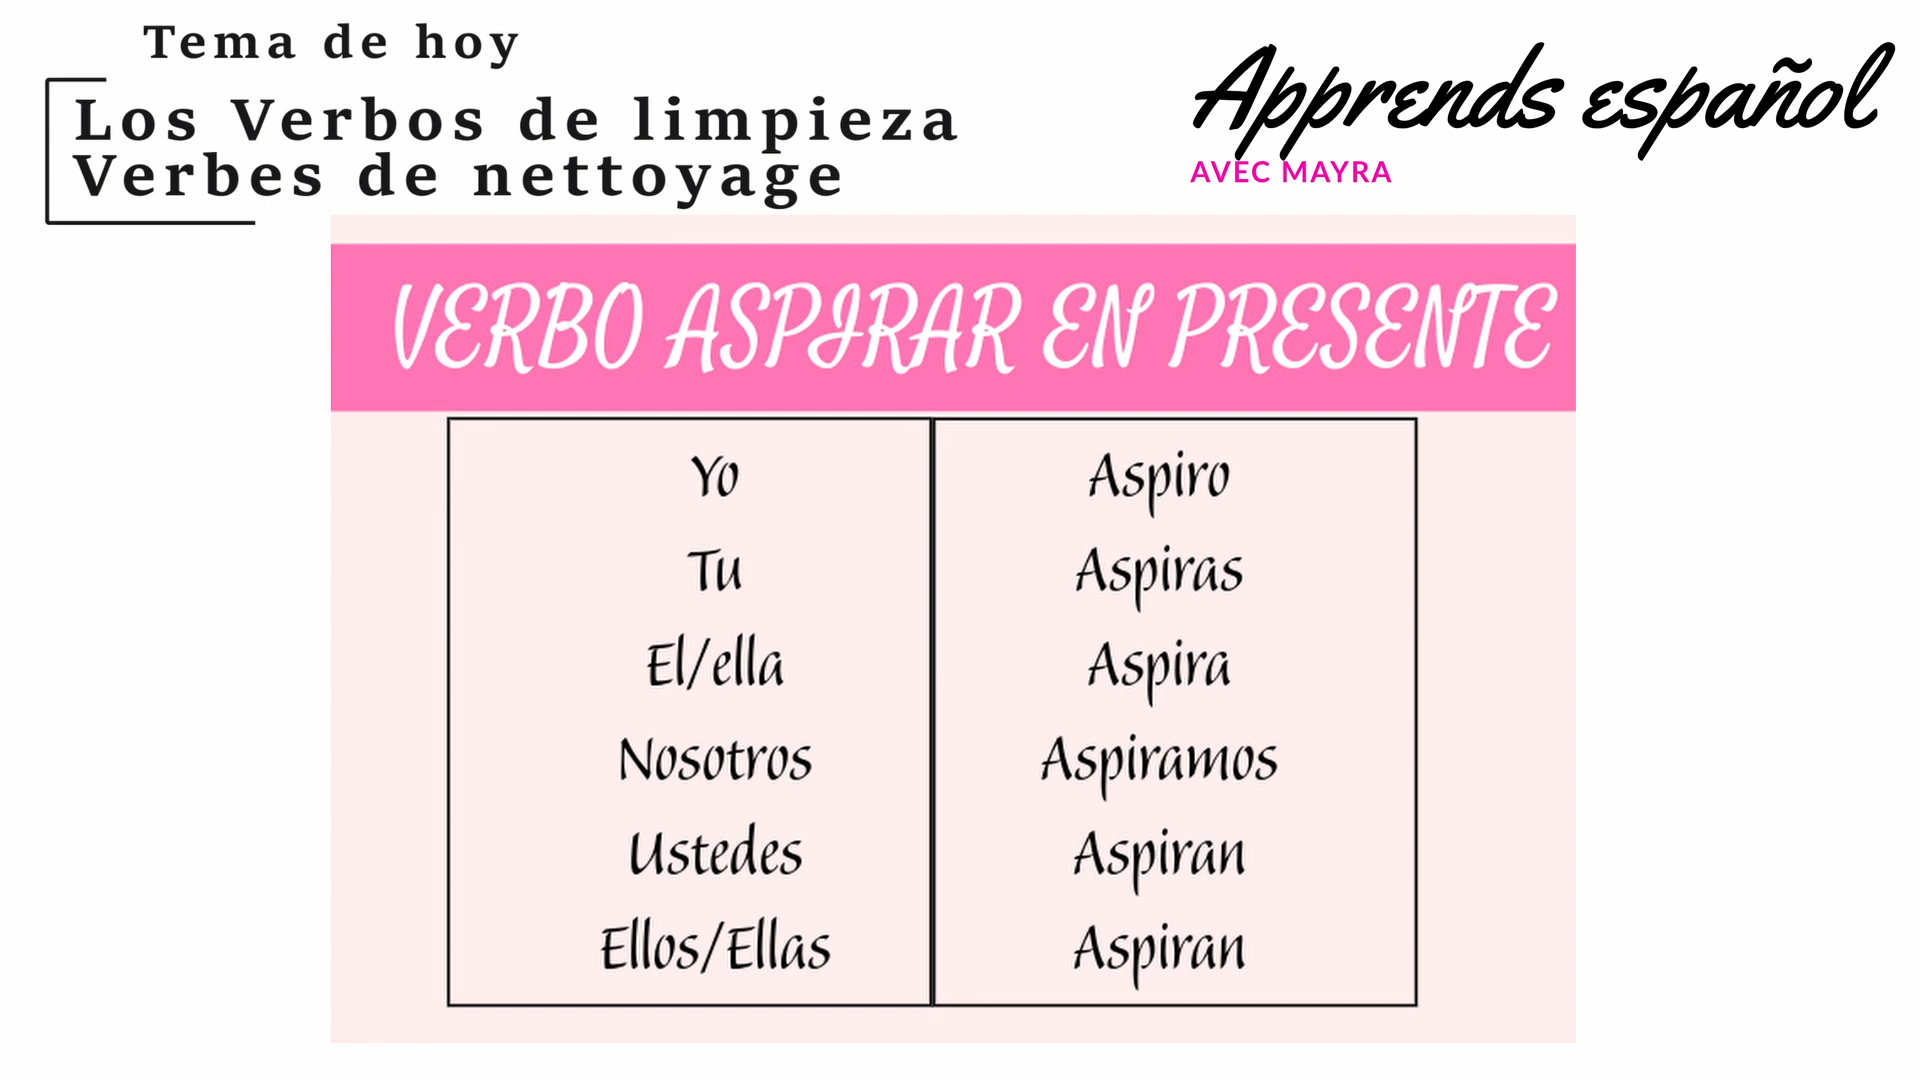 Tema de hoy
Los Verbos de limpieza
Verbes de nettoyage
Apprends español
AVEC MAYRA
VERBO ASPIRAR EN PRESENTE
Yo Aspiro
Tu Aspiras
El/ella Aspira
Nosotros Aspiramos
Ustedes Aspiran
Ellos/Ellas Aspiran